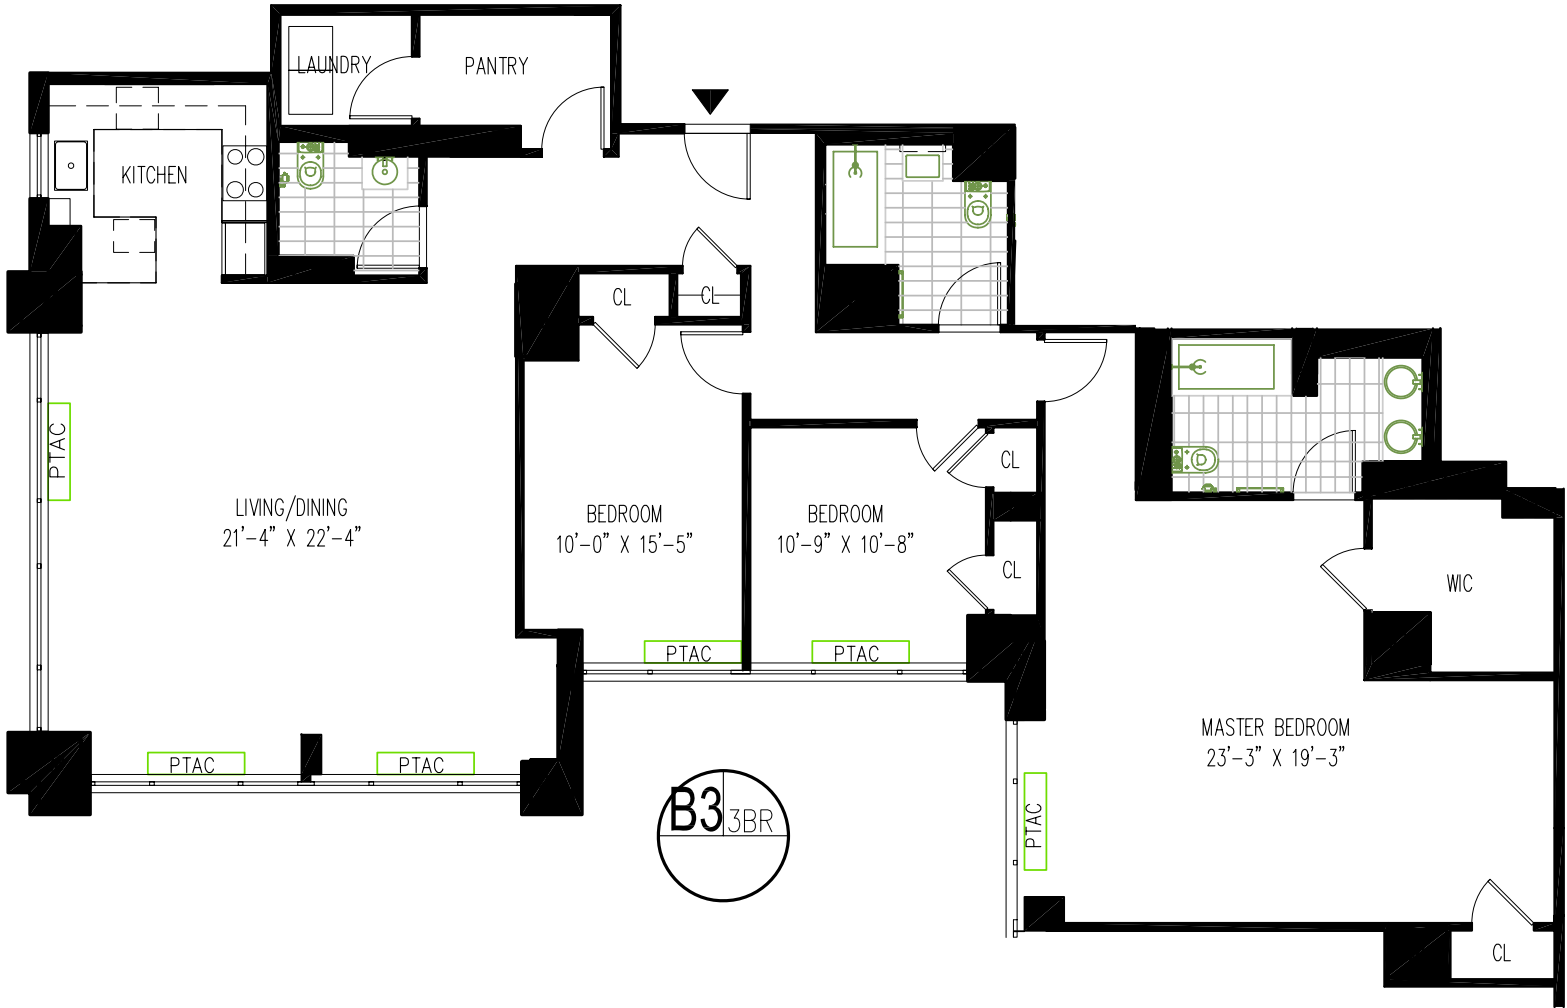 LAUNDRY
PANTRY
KITCHEN
CL
CL
PTAC
CL
LIVING/DINING
21'-4" X 22'-4"
BEDROOM
10'-0" X 15'-5"
BEDROOM
10'-9" X 10'-8"
CL
WIC
PTAC
PTAC
MASTER BEDROOM
23'-3" X 19'-3"
PTAC
PTAC
B3
3BR
PTAC
CL